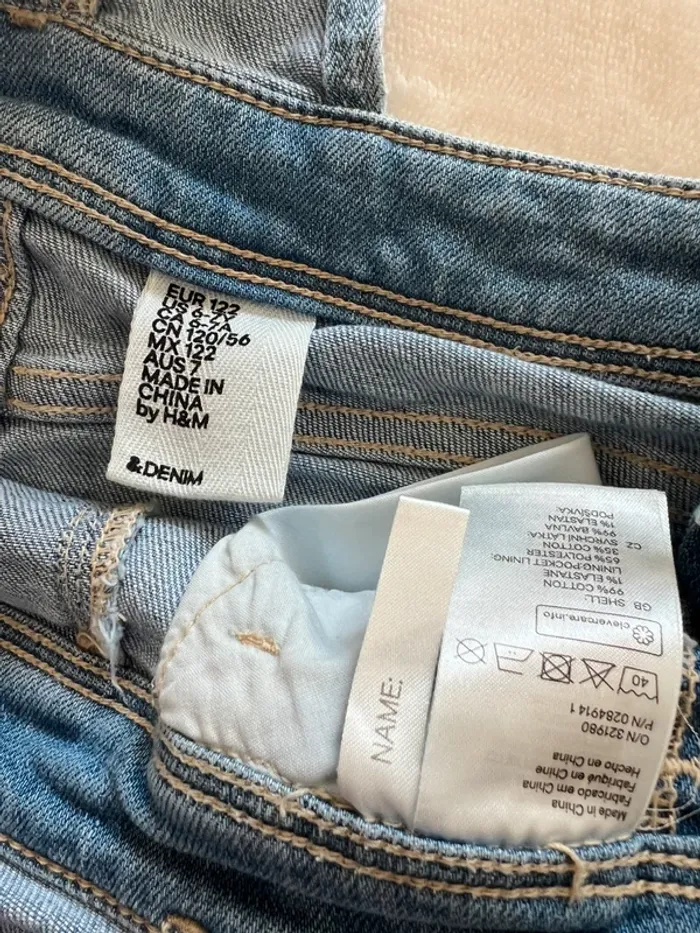 EUR 122
US 6-7Y
CA 6-7A
CN 120/56
MX 122
AUS 7
MADE IN
CHINA
by H&M
&DENIM
NAME:
Made in China
Fabricado em China
Fabriqué en Chine
Hecho en China
O/N 321980
P/N 0284914 1
40
clevercare.info
GB SHELL:
99% COTTON
1% ELASTANE
LINING:POCKET LINING:
65% POLYESTER
35% COTTON
CZ SVRCHNÍ LÁTKA:
99% BAVLNA
1% ELASTAN
PODŠÍVKA: